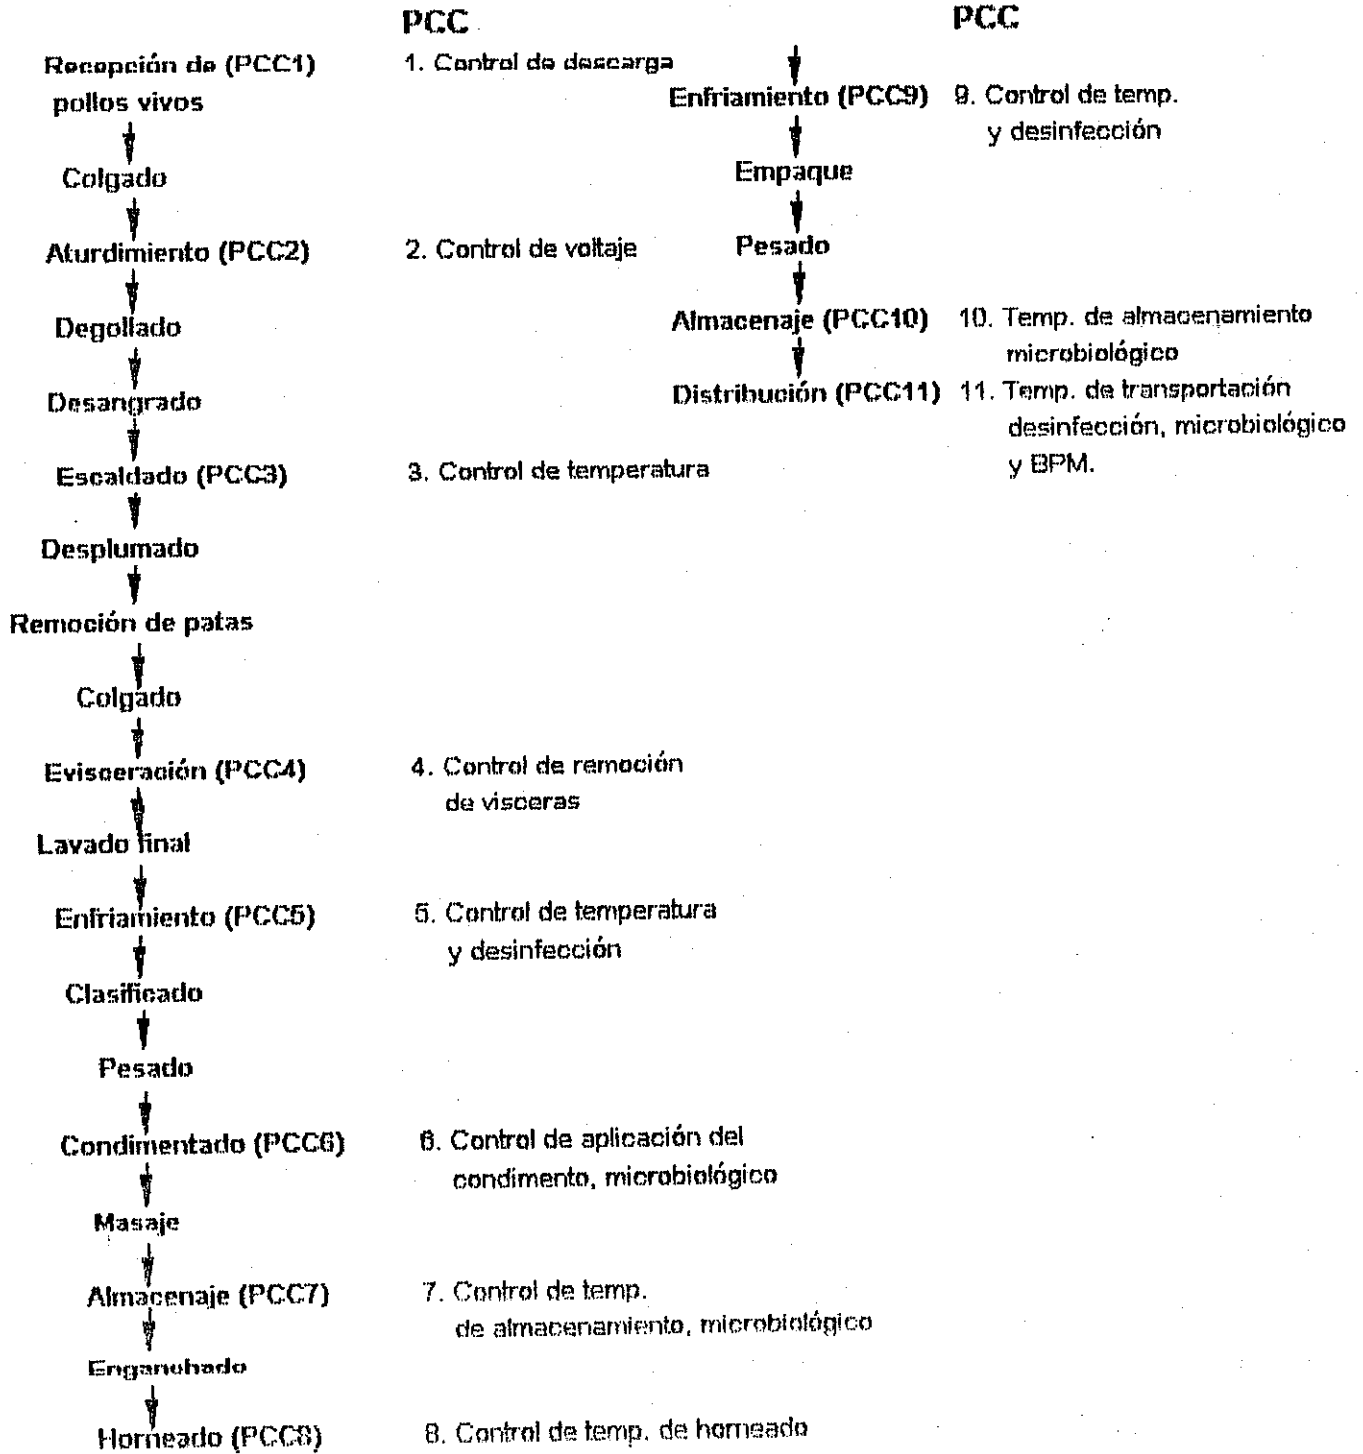 PCC
Recepción de (PCC1) 1. Control de descarga
pollos vivos
Colgado
Aturdimiento (PCC2) 2. Control de voltaje
Degollado
Desangrado
Escaldado (PCC3) 3. Control de temperatura
Desplumado
Remoción de patas
Colgado
Evisceración (PCC4) 4. Control de remoción
de visceras
Lavado final
Enfriamiento (PCC5) 5. Control de temperatura
y desinfección
Clasificado
Pesado
Condimentado (PCC6) 6. Control de aplicación del
condimento, microbiológico
Masaje
Almacenaje (PCC7) 7. Control de temp.
de almacenamiento, microbiológico
Enganchado
Horneado (PCC8) 8. Control de temp. de horneado
PCC
Enfriamiento (PCC9) 9. Control de temp.
y desinfección
Empaque
Pesado
Almacenaje (PCC10) 10. Temp. de almacenamiento
microbiológico
Distribución (PCC11) 11. Temp. de transportación
desinfección, microbiológico
y BPM.